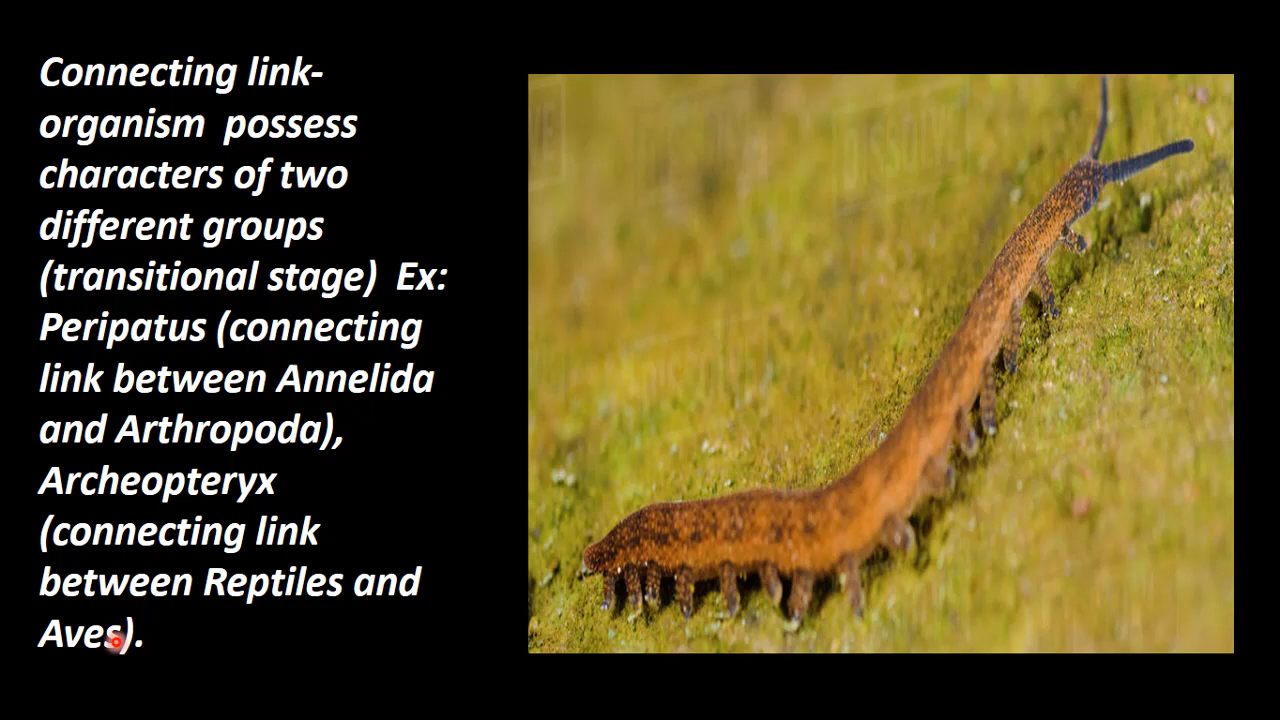 Connecting link-
organism possess
characters of two
different groups
(transitional stage) Ex:
Peripatus (connecting
link between Annelida
and Arthropoda),
Archeopteryx
(connecting link
between Reptiles and
Aves).